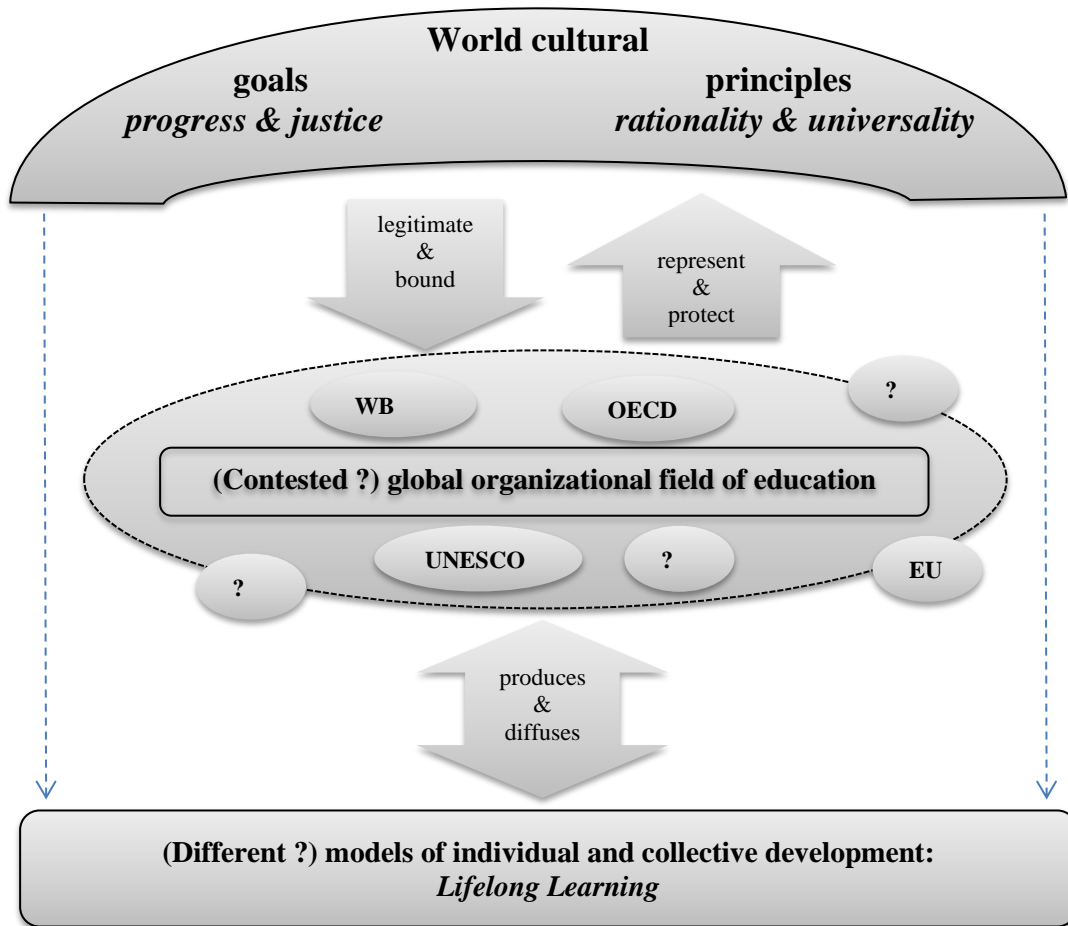 World cultural
goals
principles
progress & justice
rationality & universality
legitimate
&
bound
represent
&
protect
?
WB
OECD
(Contested ?) global organizational field of education
UNESCO
?
EU
?
produces
&
diffuses
(Different ?) models of individual and collective development:
Lifelong Learning